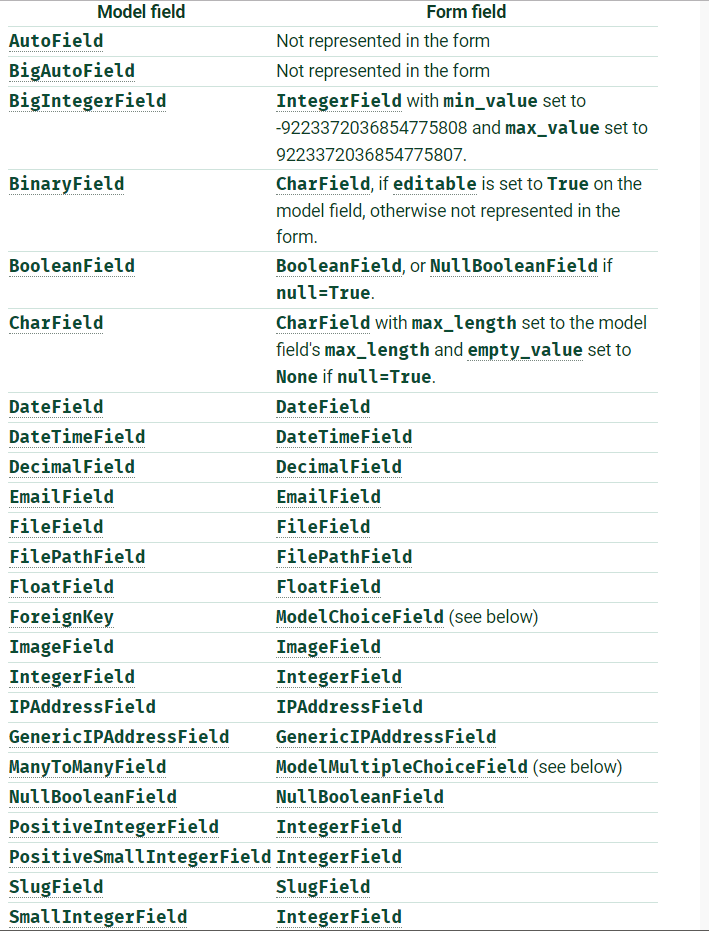 Model field Form field
AutoField Not represented in the form
BigAutoField Not represented in the form
BigIntegerField IntegerField with min_value set to
-9223372036854775808 and max_value set to
9223372036854775807.
BinaryField CharField, if editable is set to True on the
model field, otherwise not represented in the
form.
BooleanField BooleanField, or NullBooleanField if
null=True.
CharField CharField with max_length set to the model
field's max_length and empty_value set to
None if null=True.
DateField DateField
DateTimeField DateTimeField
DecimalField DecimalField
EmailField EmailField
FileField FileField
FilePathField FilePathField
FloatField FloatField
ForeignKey ModelChoiceField (see below)
ImageField ImageField
IntegerField IntegerField
IPAddressField IPAddressField
GenericIPAddressField GenericIPAddressField
ManyToManyField ModelMultipleChoiceField (see below)
NullBooleanField NullBooleanField
PositiveIntegerField IntegerField
PositiveSmallIntegerField IntegerField
SlugField SlugField
SmallIntegerField IntegerField